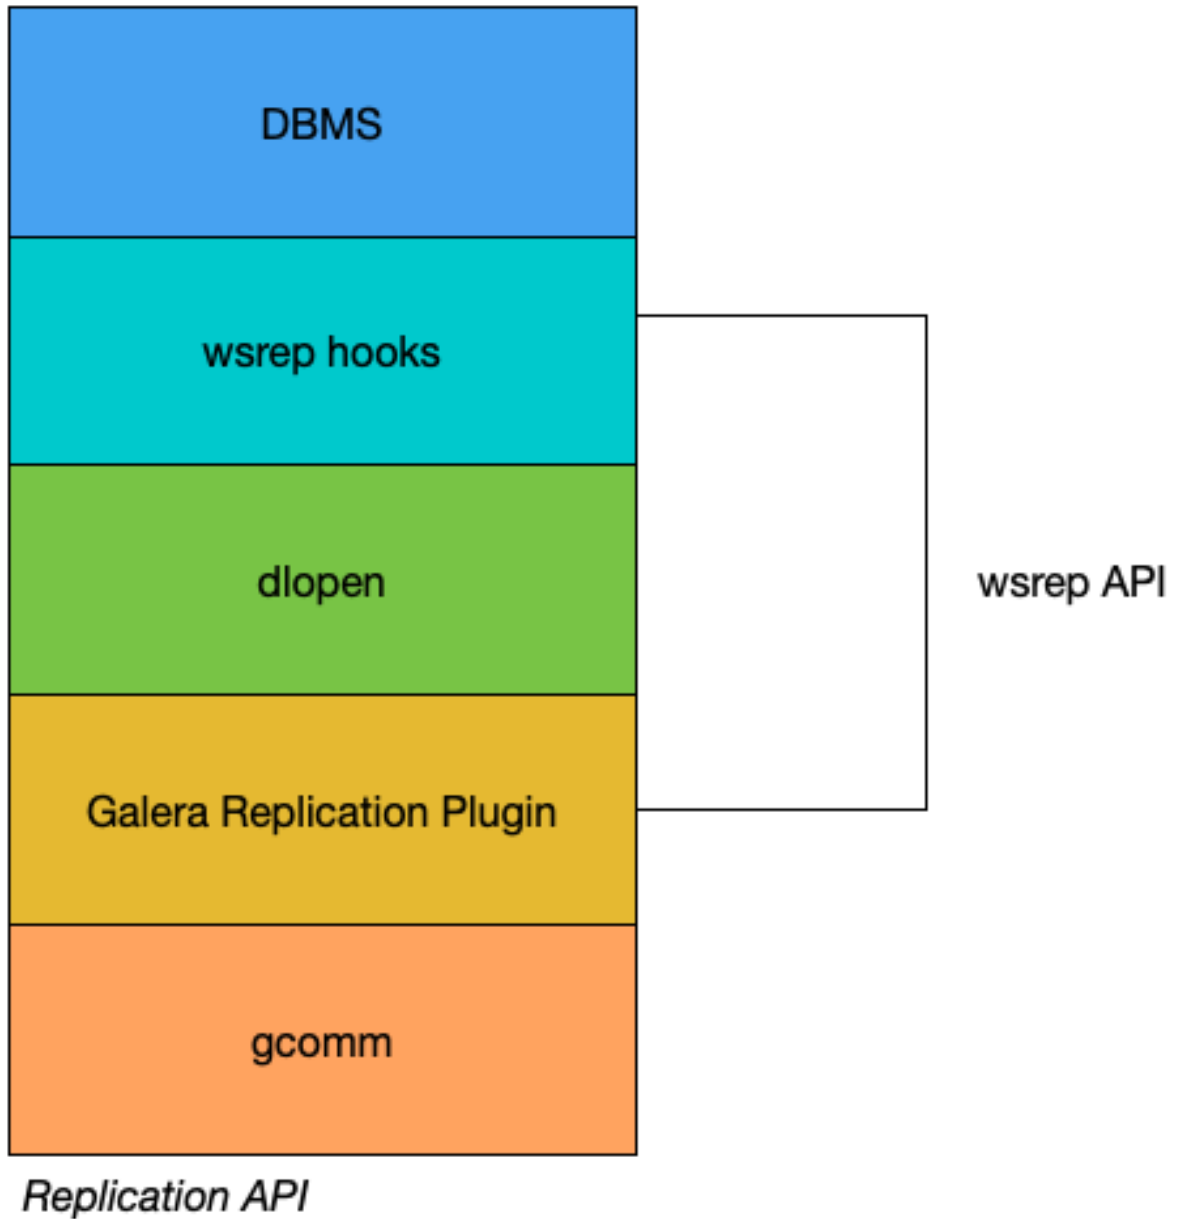 DBMS
wsrep hooks
dlopen
wsrep API
Galera Replication Plugin
gcomm
Replication API